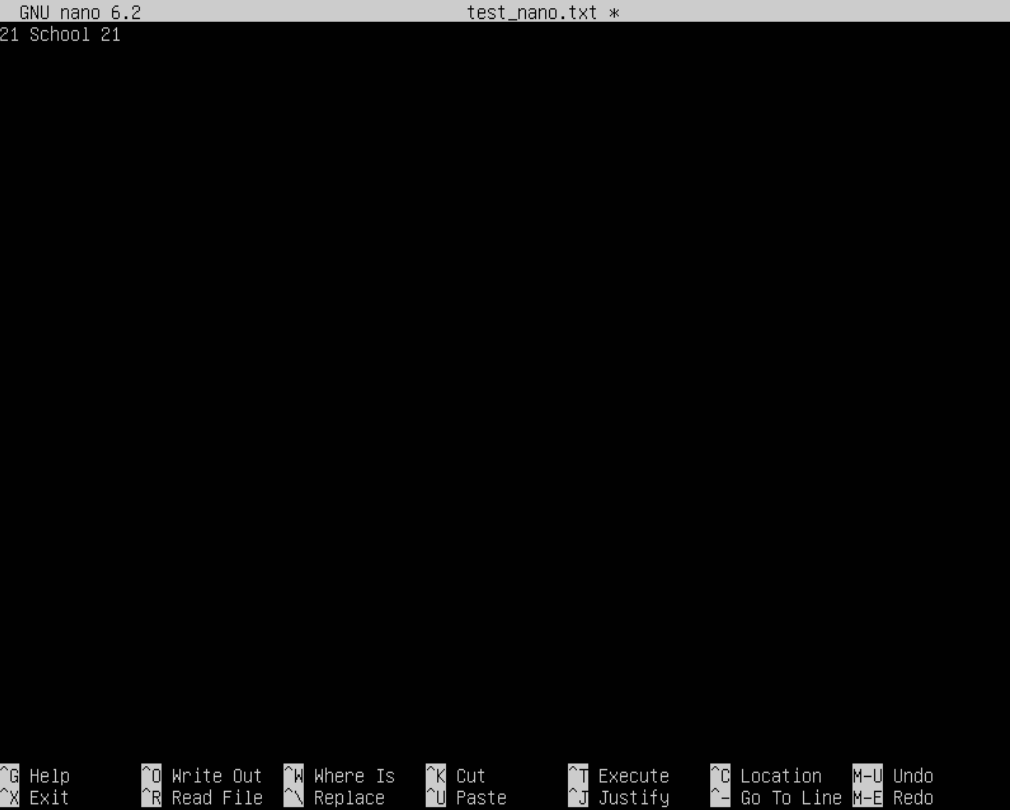 GNU nano 6.2 test_nano.txt *
21 School 21
^G Help ^O Write Out ^W Where Is ^K Cut ^T Execute ^C Location M-U Undo
^X Exit ^R Read File ^\ Replace ^U Paste ^J Justify ^- Go To Line M-E Redo